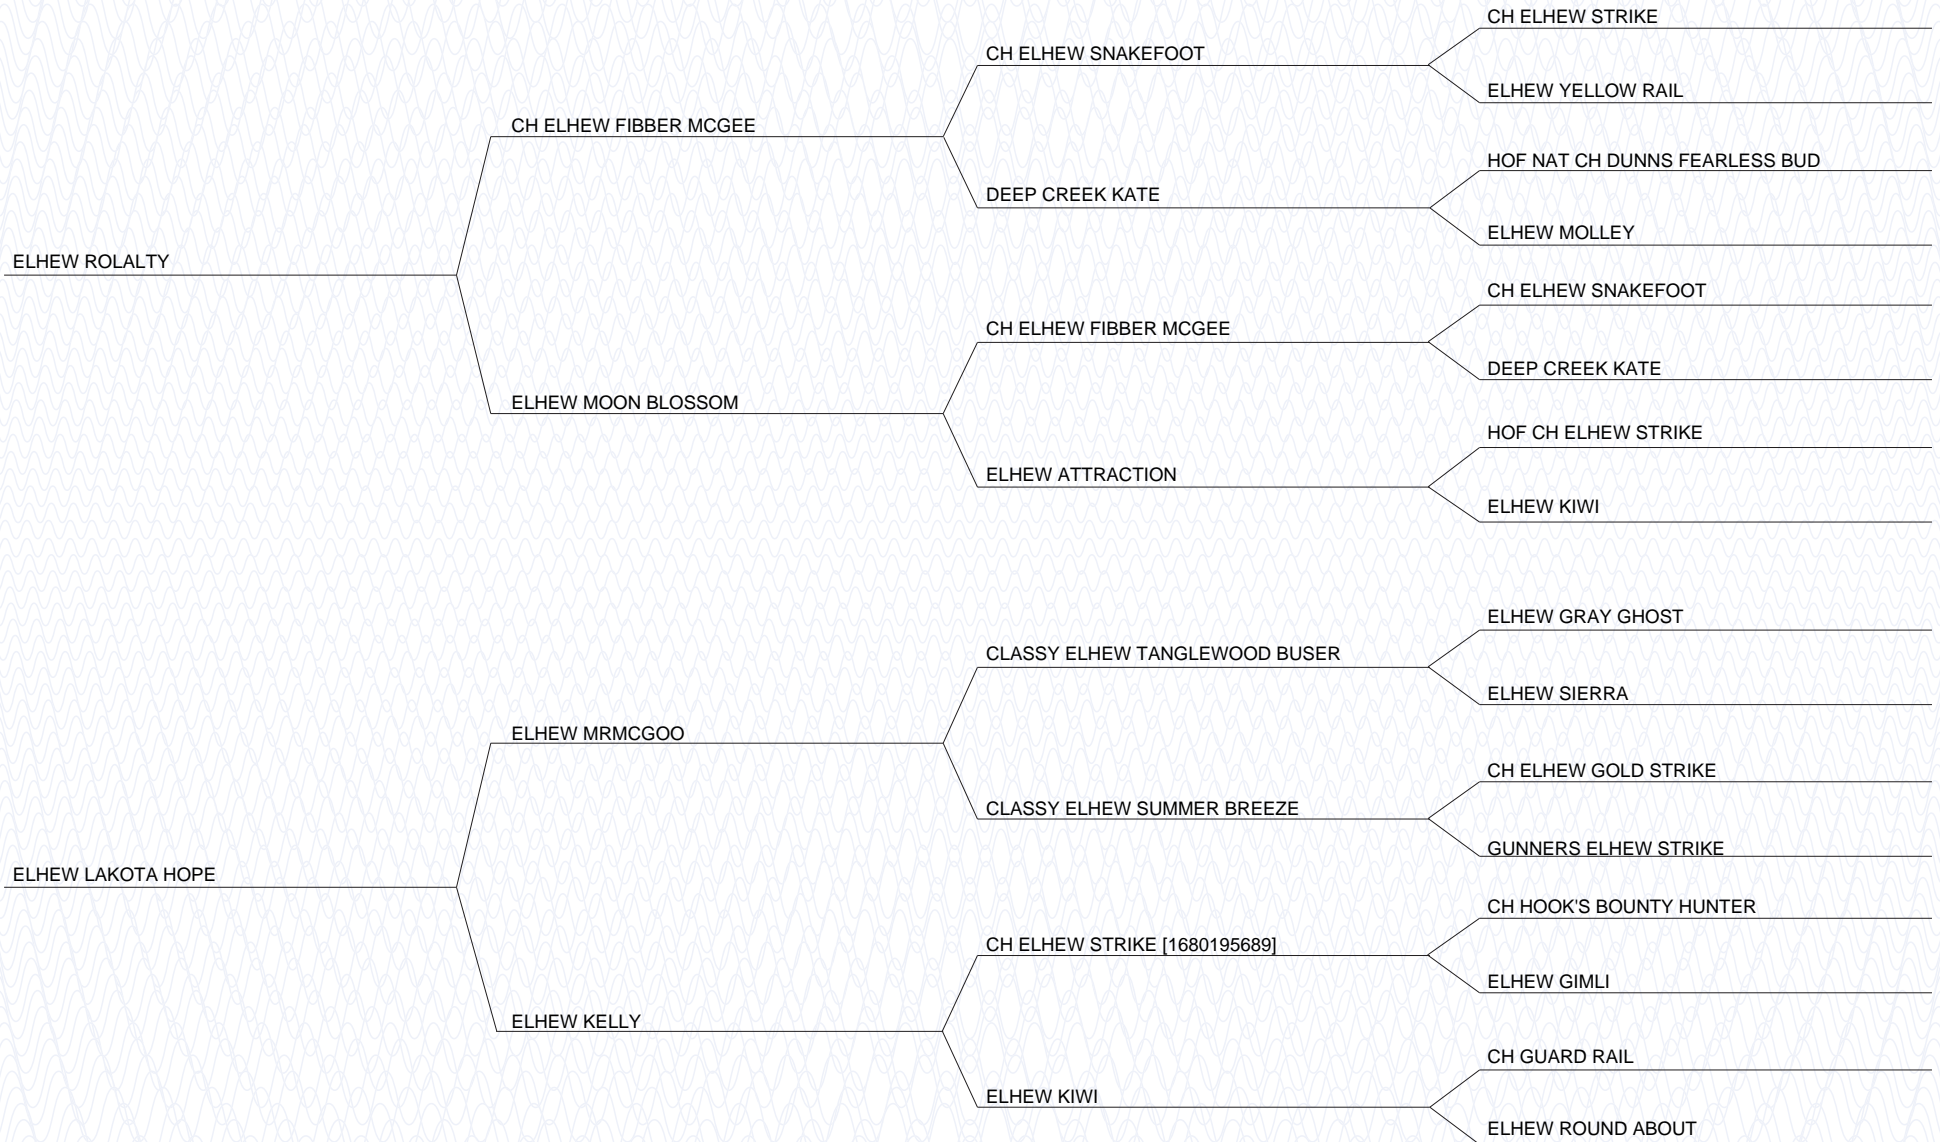 CH ELHEW STRIKE
CH ELHEW SNAKEFOOT
ELHEW YELLOW RAIL
CH ELHEW FIBBER MCGEE
HOF NAT CH DUNNS FEARLESS BUD
DEEP CREEK KATE
ELHEW MOLLEY
ELHEW ROLALTY
CH ELHEW SNAKEFOOT
CH ELHEW FIBBER MCGEE
DEEP CREEK KATE
ELHEW MOON BLOSSOM
HOF CH ELHEW STRIKE
ELHEW ATTRACTION
ELHEW KIWI
ELHEW GRAY GHOST
CLASSY ELHEW TANGLEWOOD BUSER
ELHEW SIERRA
ELHEW MRMCGOO
CH ELHEW GOLD STRIKE
CLASSY ELHEW SUMMER BREEZE
GUNNERS ELHEW STRIKE
ELHEW LAKOTA HOPE
CH HOOK'S BOUNTY HUNTER
CH ELHEW STRIKE [1680195689]
ELHEW GIMLI
ELHEW KELLY
CH GUARD RAIL
ELHEW KIWI
ELHEW ROUND ABOUT